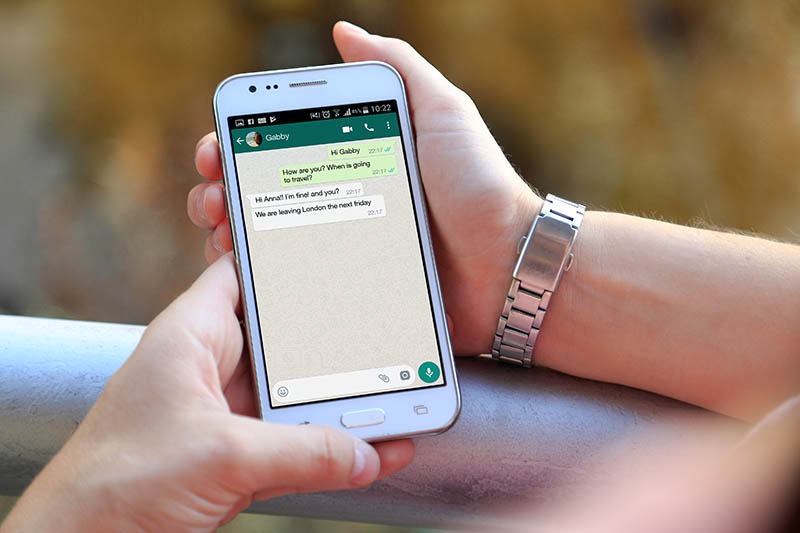 85% 10:22
Gabby
Hi Gabby 22:17
How are you? When is going
to travel? 22:17
Hi Anna!! I'm fine! and you? 22:17
We are leaving London the next friday
22:17